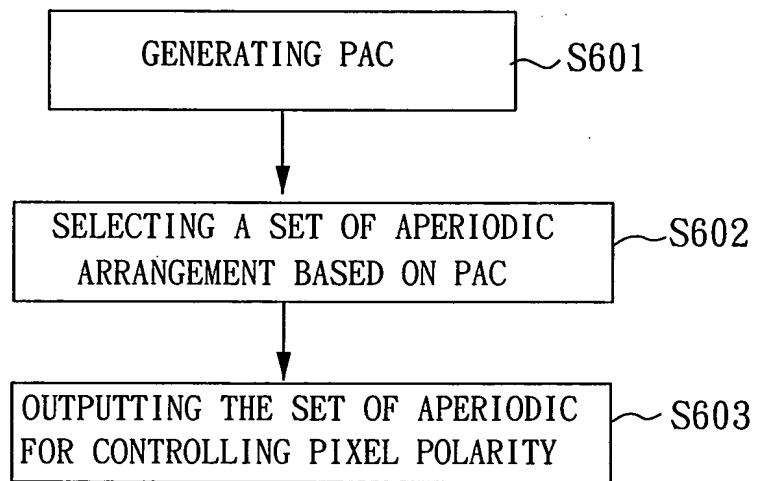 GENERATING PAC
S601
SELECTING A SET OF APERIODIC
ARRANGEMENT BASED ON PAC
S602
OUTPUTTING THE SET OF APERIODIC
FOR CONTROLLING PIXEL POLARITY
S603